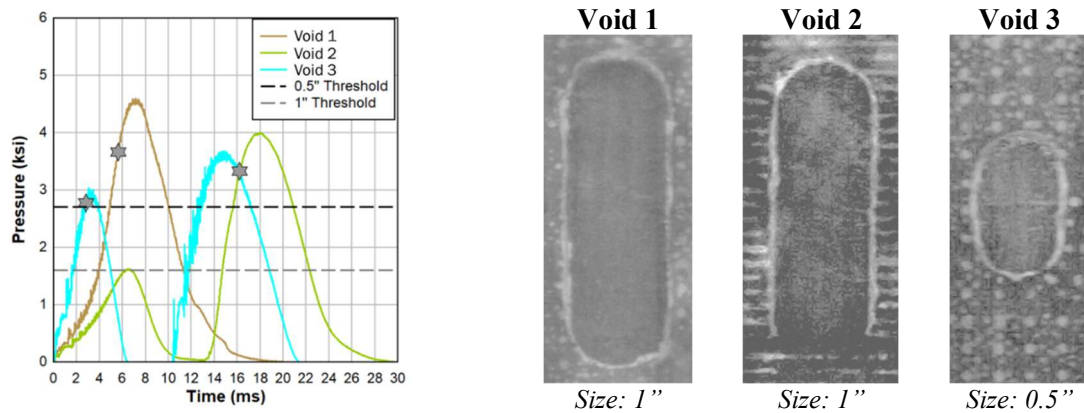 6
5
4
3
2
1
0
Pressure (ksi)
Void 1
Void 2
Void 3
0.5" Threshold
1" Threshold
0 2 4 6 8 10 12 14 16 18 20 22 24 26 28 30
Time (ms)
Void 1 Void 2 Void 3
Size: 1” Size: 1” Size: 0.5”